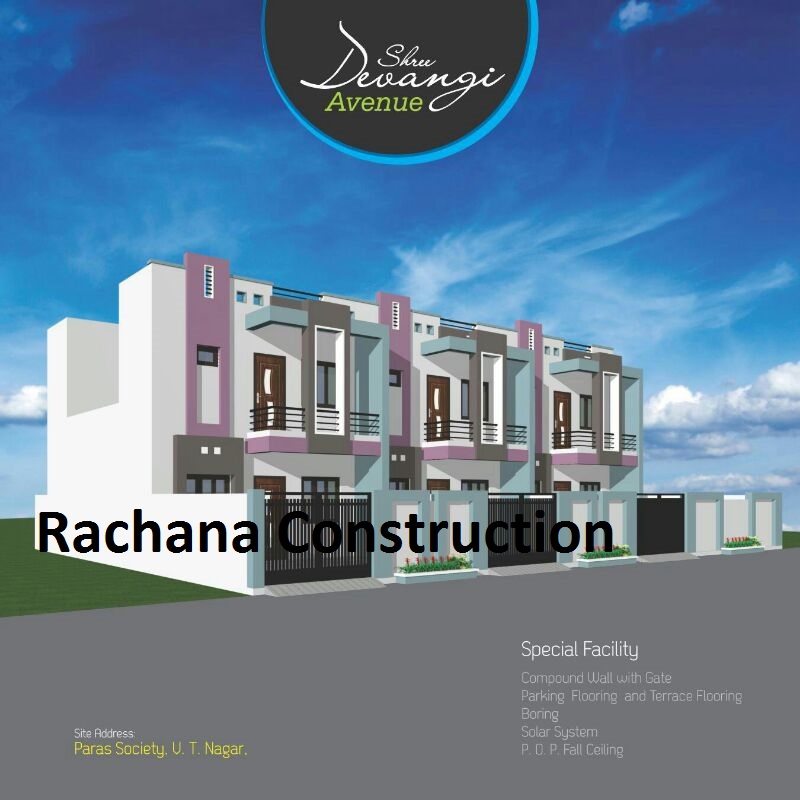 Shree
Devangi
Avenue
Rachana Construction
Special Facility
Compound Wall with Gate
Parking Flooring and Terrace Flooring
Boring
Solar System
P. O. P. Fall Ceiling
Site Address:
Paras Society, V. T. Nagar,